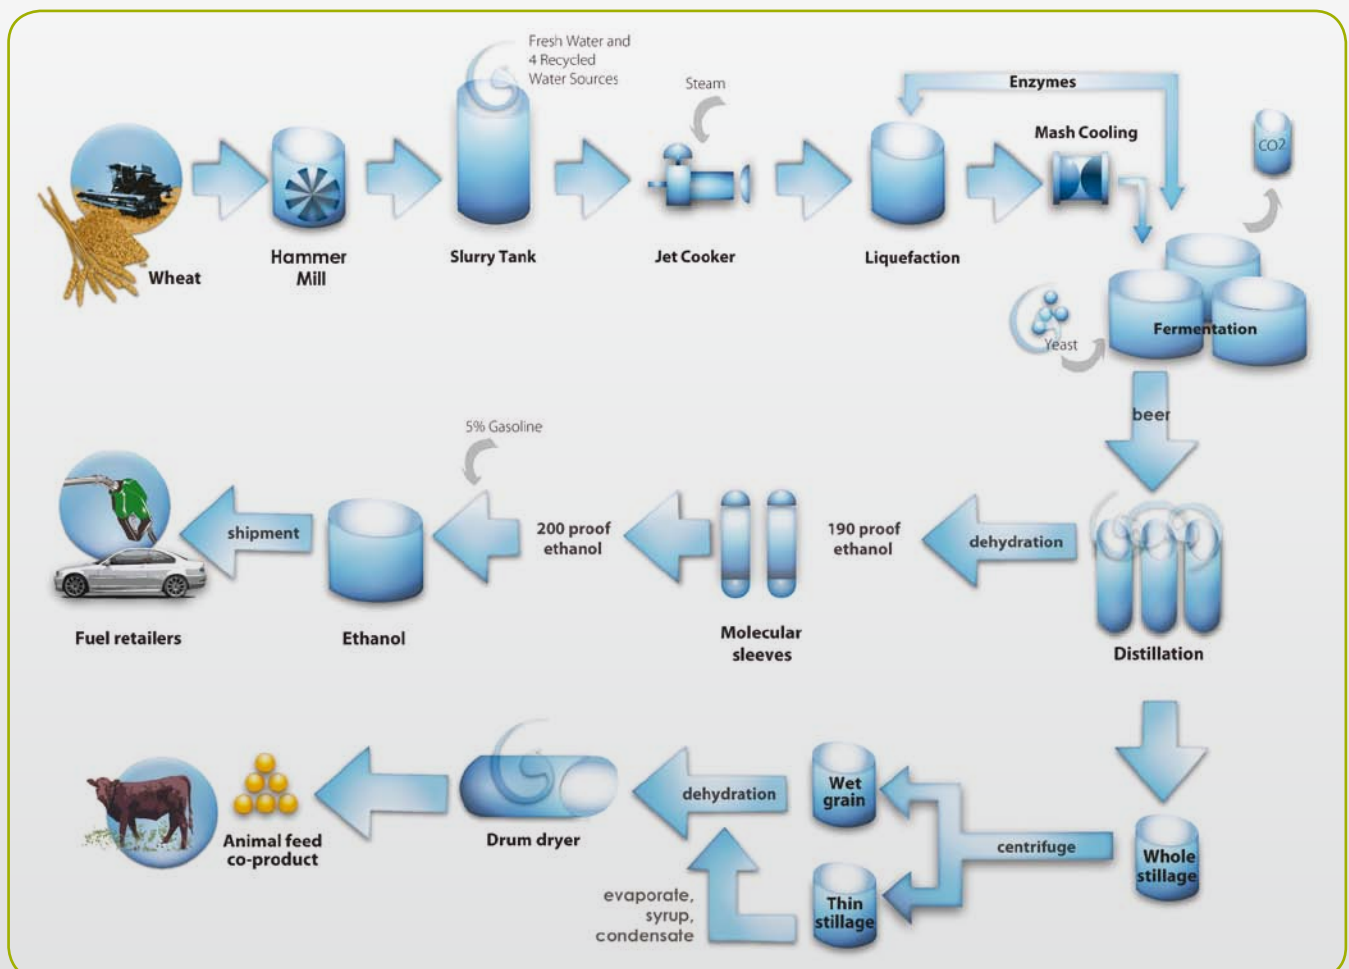 Fresh Water and
4 Recycled
Water Sources
Steam
Enzymes
Mash Cooling
CO2
Wheat
Hammer
Mill
Slurry Tank
Jet Cooker
Liquefaction
Yeast
Fermentation
beer
5% Gasoline
shipment
200 proof
ethanol
190 proof
ethanol
dehydration
Fuel retailers
Ethanol
Molecular
sleeves
Distillation
Wet
grain
dehydration
Animal feed
co-product
Drum dryer
centrifuge
Whole
stillage
evaporate,
syrup,
condensate
Thin
stillage